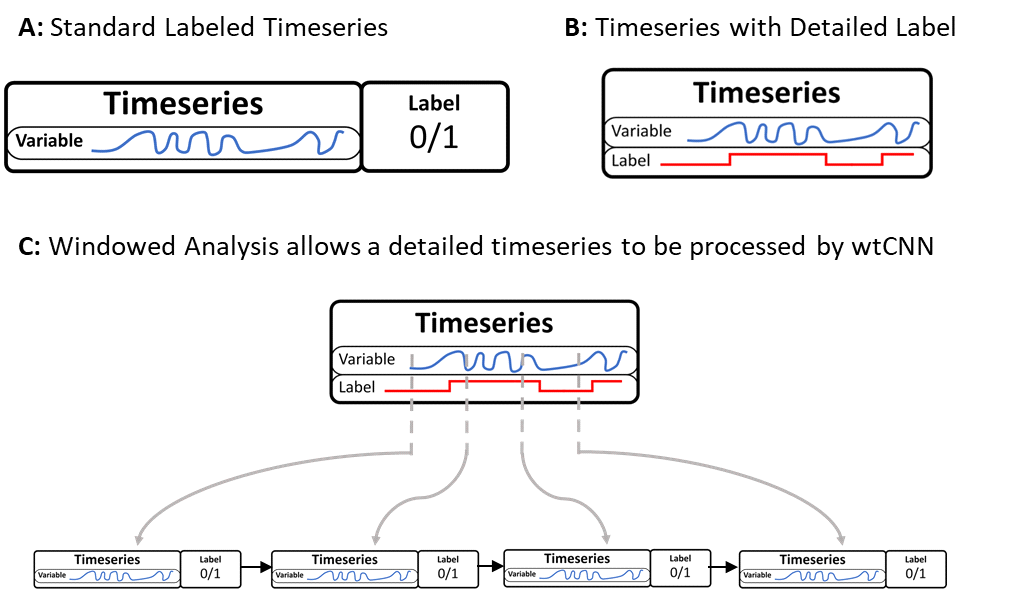 A: Standard Labeled Timeseries
B: Timeseries with Detailed Label
Timeseries
Variable
Label
0/1
Timeseries
Variable
Label
C: Windowed Analysis allows a detailed timeseries to be processed by wtCNN
Timeseries
Variable
Label
Timeseries
Variable
Label
0/1
Timeseries
Variable
Label
0/1
Timeseries
Variable
Label
0/1
Timeseries
Variable
Label
0/1